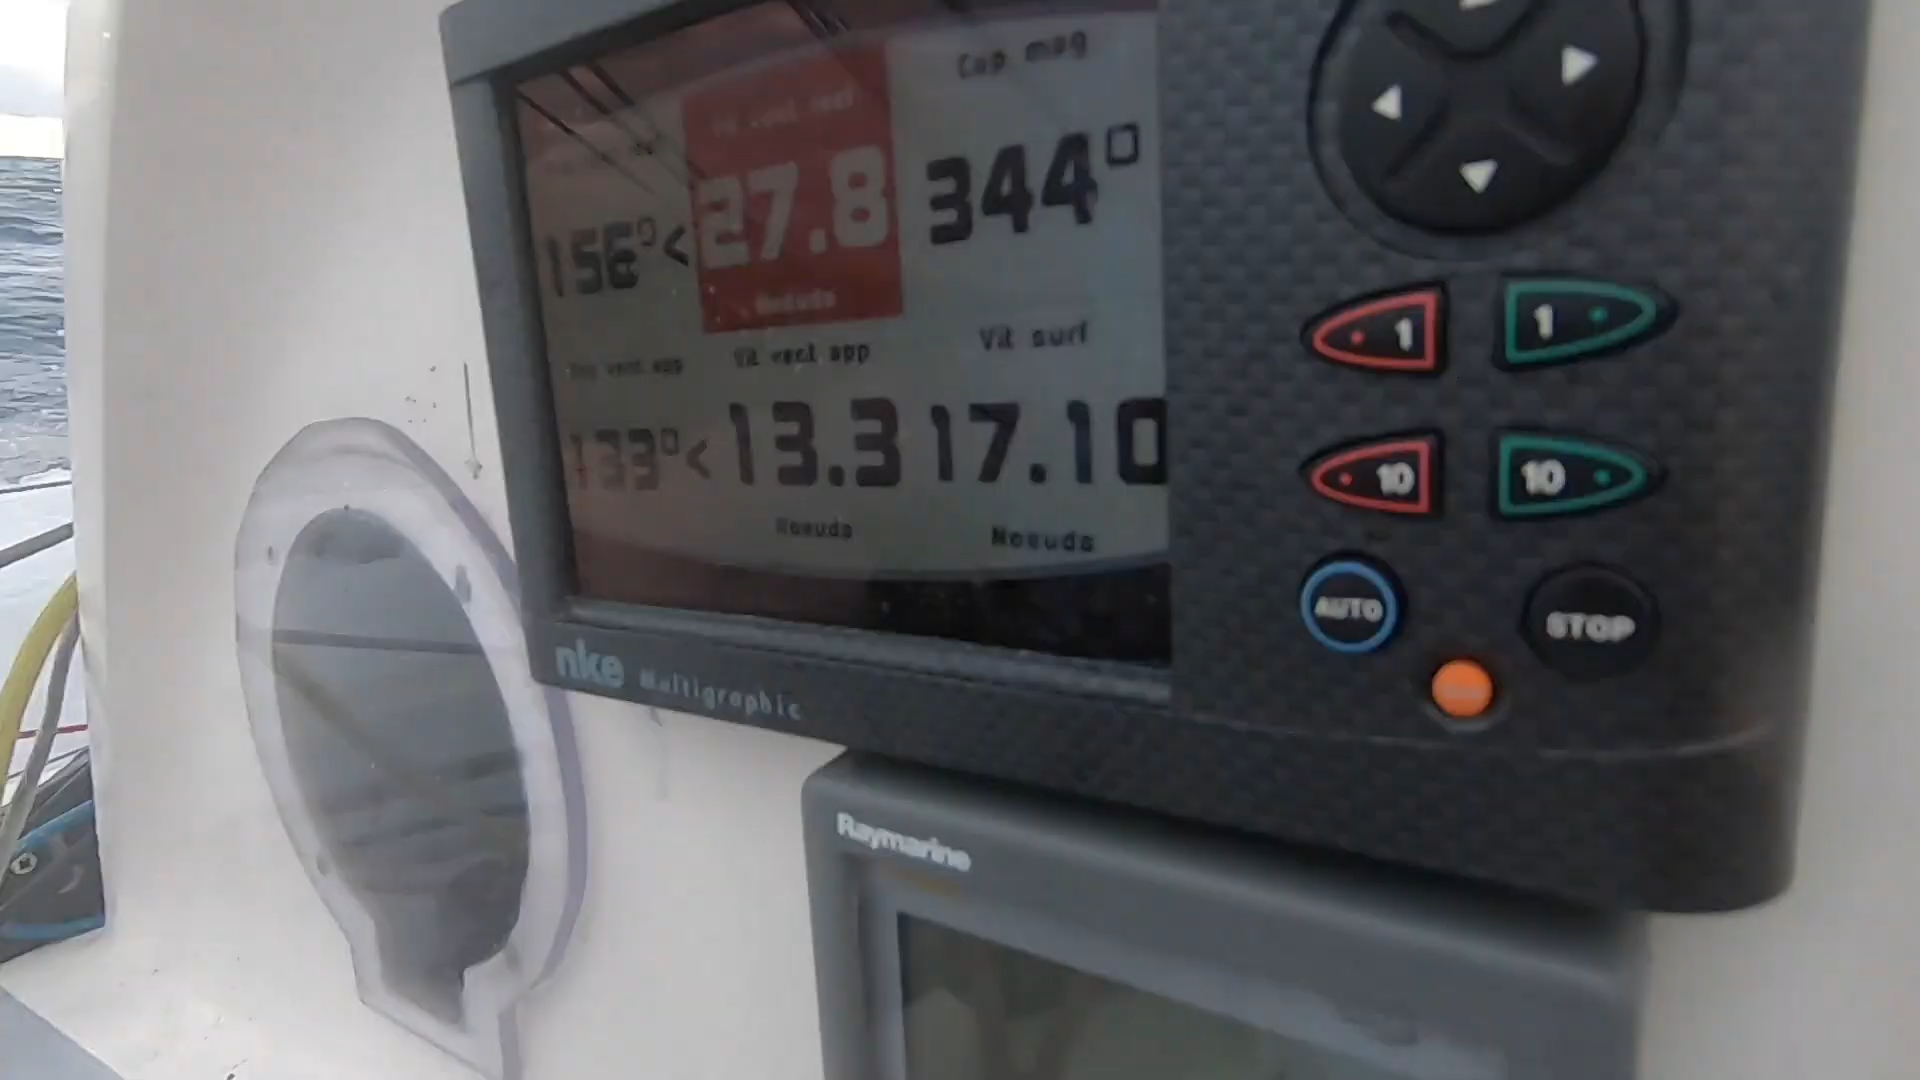 Cap mag
156°< 27.8 344°
Noeuds
Vit vent app Vit surf
133°< 13.3 17.10
Noeuds Noeuds
nke Multigraphic
1 1
10 10
AUTO STOP
Raymarine